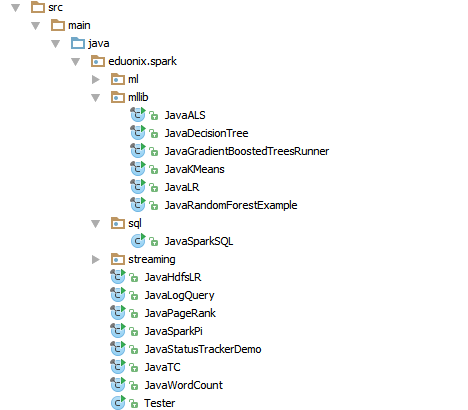 src
main
java
eduonix.spark
ml
mllib
JavaALS
JavaDecisionTree
JavaGradientBoostedTreesRunner
JavaKMeans
JavaLR
JavaRandomForestExample
sql
JavaSparkSQL
streaming
JavaHdfsLR
JavaLogQuery
JavaPageRank
JavaSparkPi
JavaStatusTrackerDemo
JavaTC
JavaWordCount
Tester